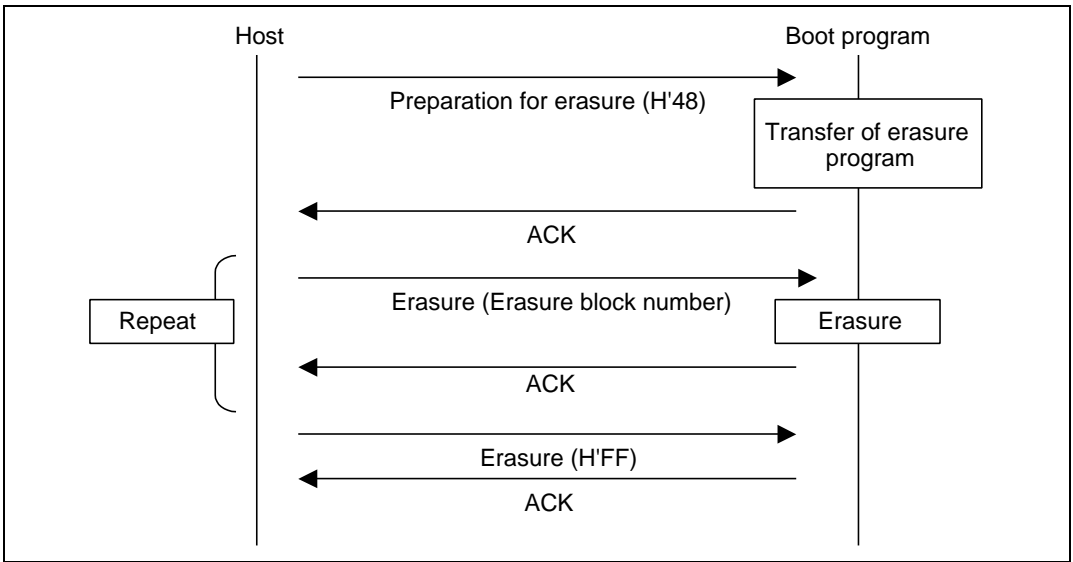 Host
Boot program
Preparation for erasure (H'48)
Transfer of erasure
program
ACK
Erasure (Erasure block number)
Repeat
Erasure
ACK
Erasure (H'FF)
ACK